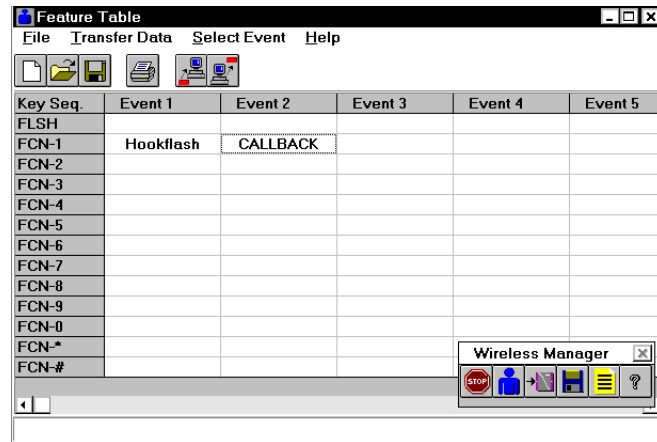 Feature Table
File Transfer Data Select Event Help
Key Seq. Event 1 Event 2 Event 3 Event 4 Event 5
FLSH
FCN-1 Hookflash CALLBACK
FCN-2
FCN-3
FCN-4
FCN-5
FCN-6
FCN-7
FCN-8
FCN-9
FCN-0
FCN-*
FCN-#
Wireless Manager
STOP
?